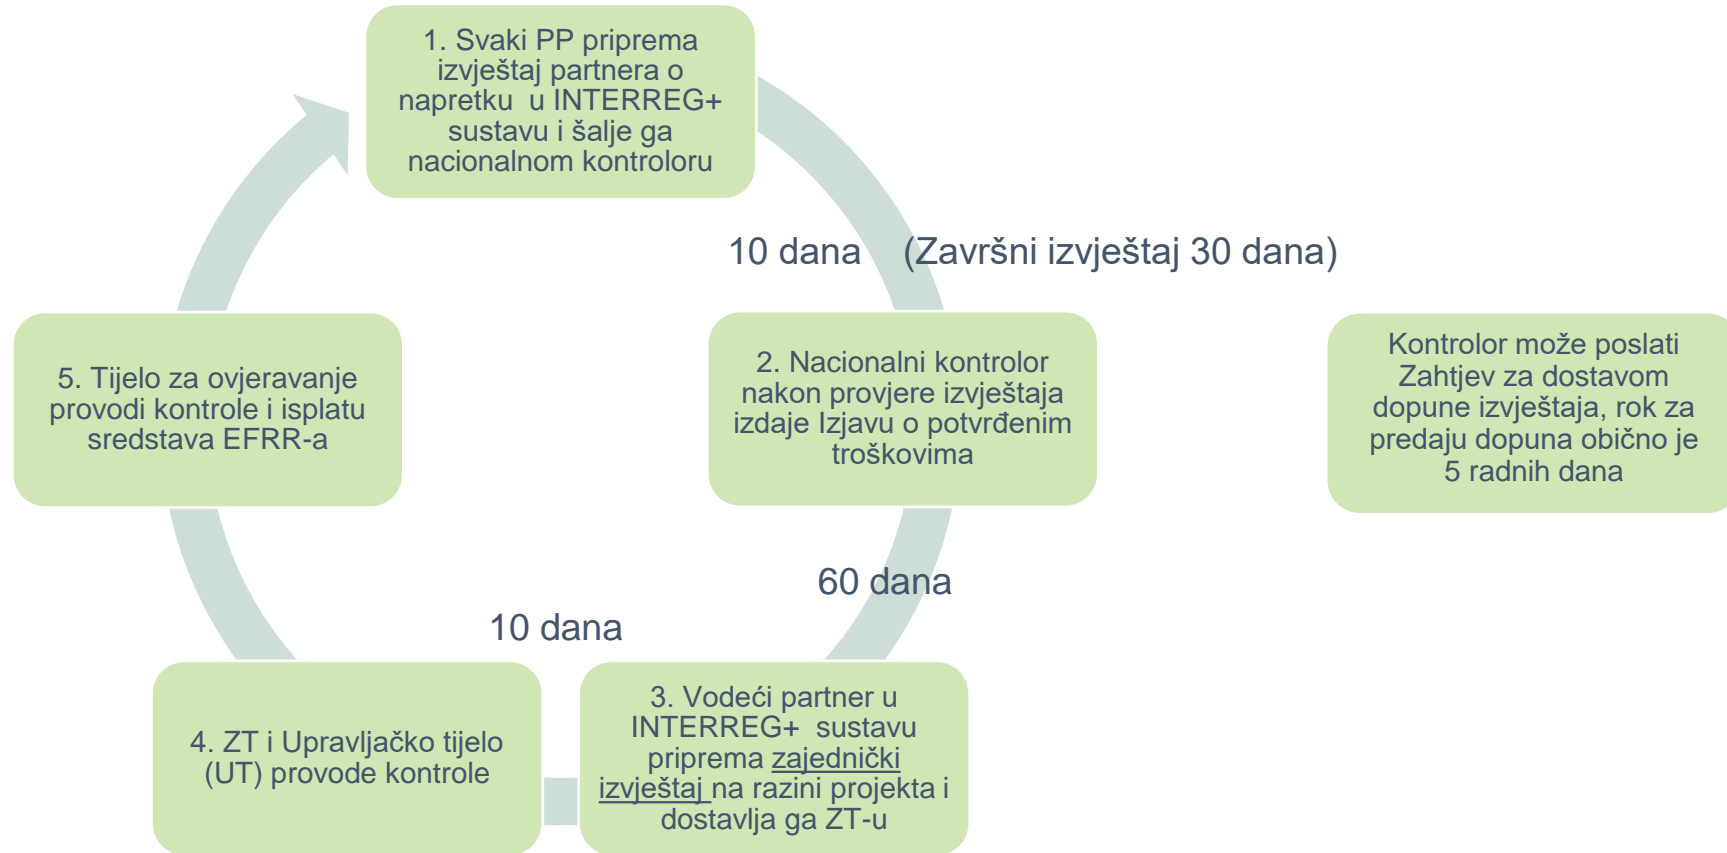 1. Svaki PP priprema
izvještaj partnera o
napretku u INTERREG+
sustavu i šalje ga
nacionalnom kontroloru
10 dana (Završni izvještaj 30 dana)
2. Nacionalni kontrolor
nakon provjere izvještaja
izdaje Izjavu o potvrđenim
troškovima
Kontrolor može poslati
Zahtjev za dostavom
dopune izvještaja, rok za
predaju dopuna obično je
5 radnih dana
60 dana
3. Vodeći partner u
INTERREG+ sustavu
priprema zajednički
izvještaj na razini projekta i
dostavlja ga ZT-u
10 dana
4. ZT i Upravljačko tijelo
(UT) provode kontrole
5. Tijelo za ovjeravanje
provodi kontrole i isplatu
sredstava EFRR-a